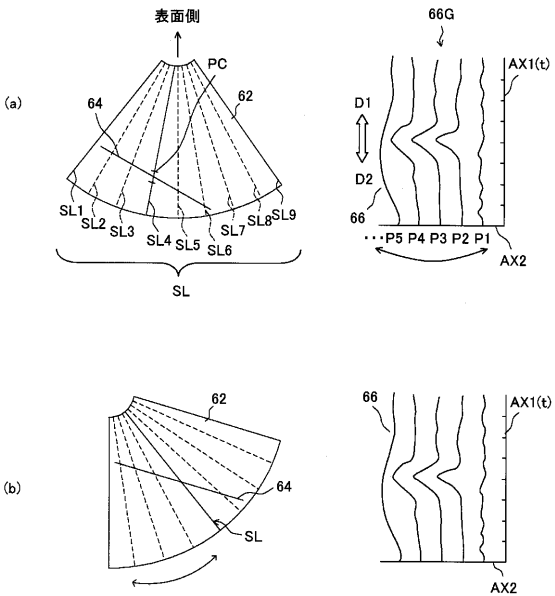 表面側
66G
(a)
PC
64
62
AX1(t)
D1
D2
66
SL1
SL2
SL3
SL4
SL5
SL6
SL7
SL8
SL9
SL
…P5 P4 P3 P2 P1
AX2
(b)
62
64
SL
66
AX1(t)
AX2